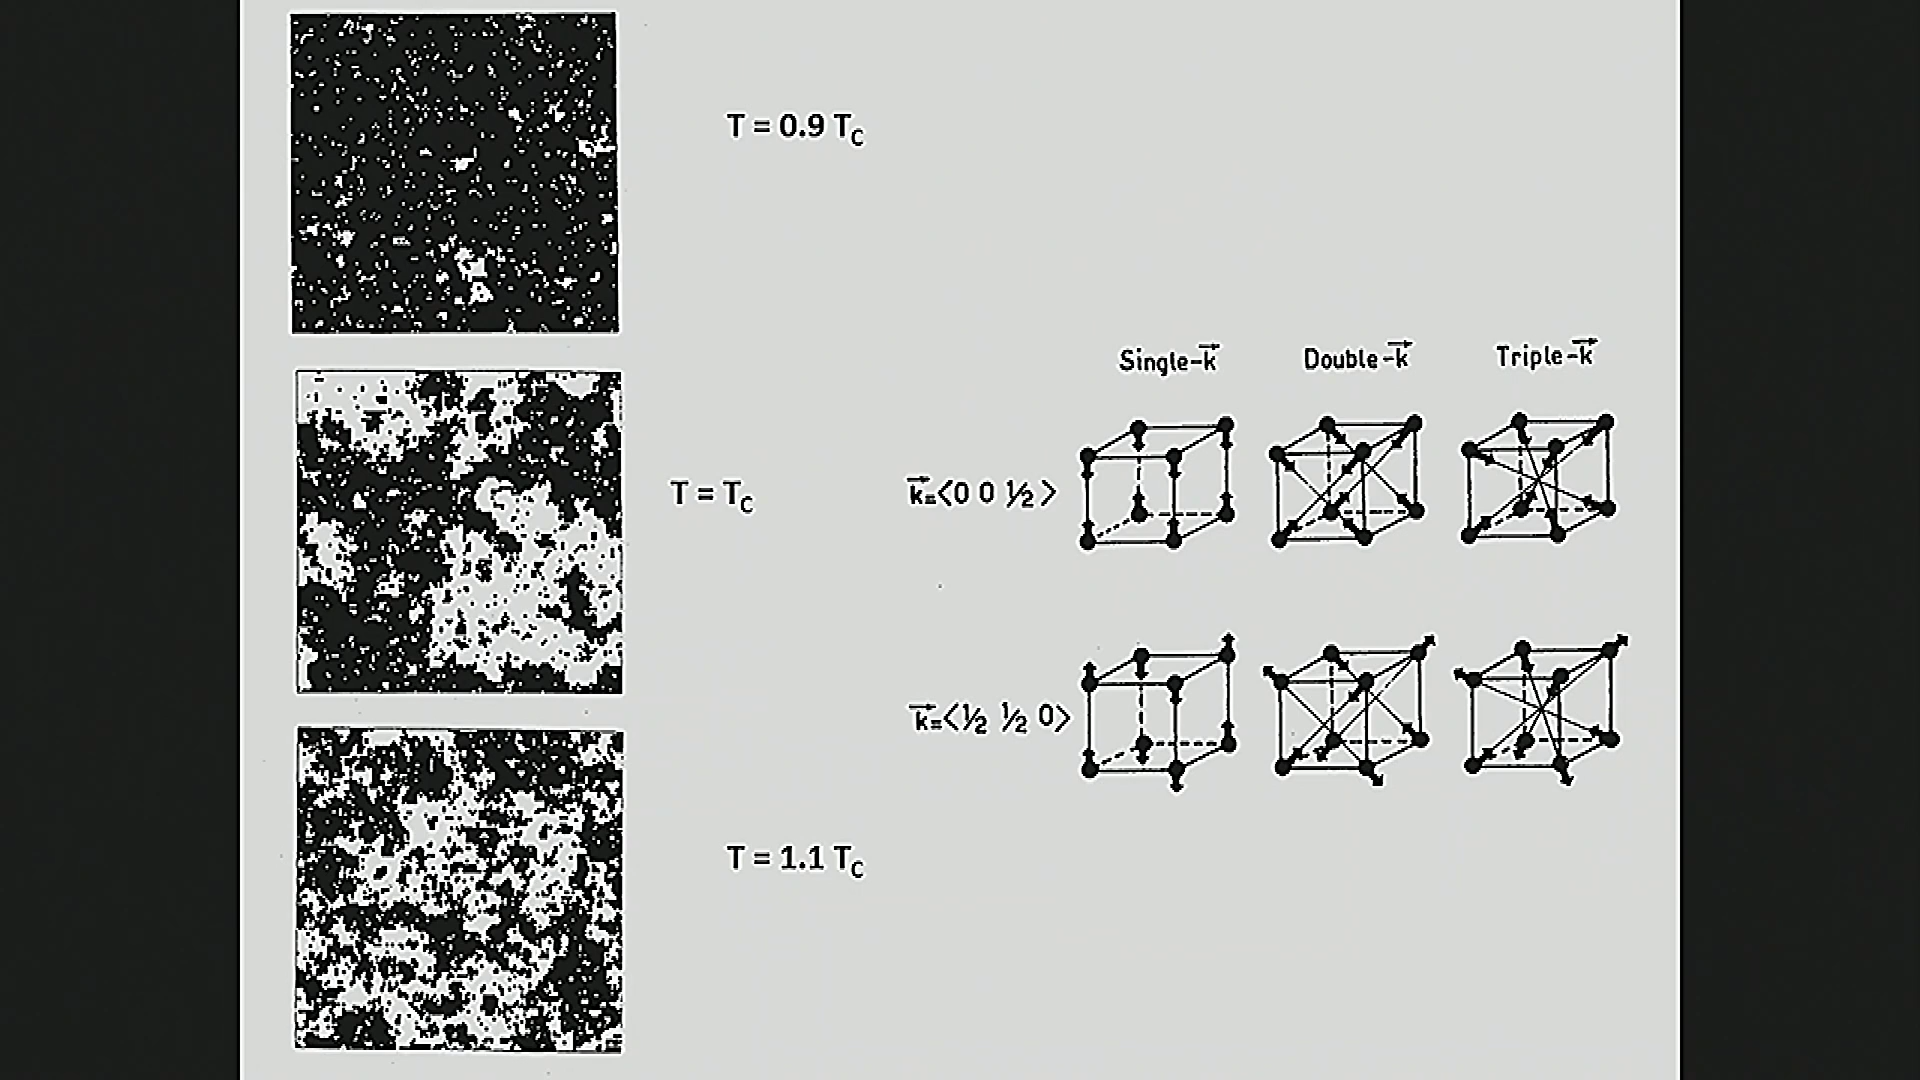 T = 0.9 T_C
Single-k⃗ Double-k⃗ Triple-k⃗
T = T_C
k⃗=<0 0 ½>
k⃗=<½ ½ 0>
T = 1.1 T_C